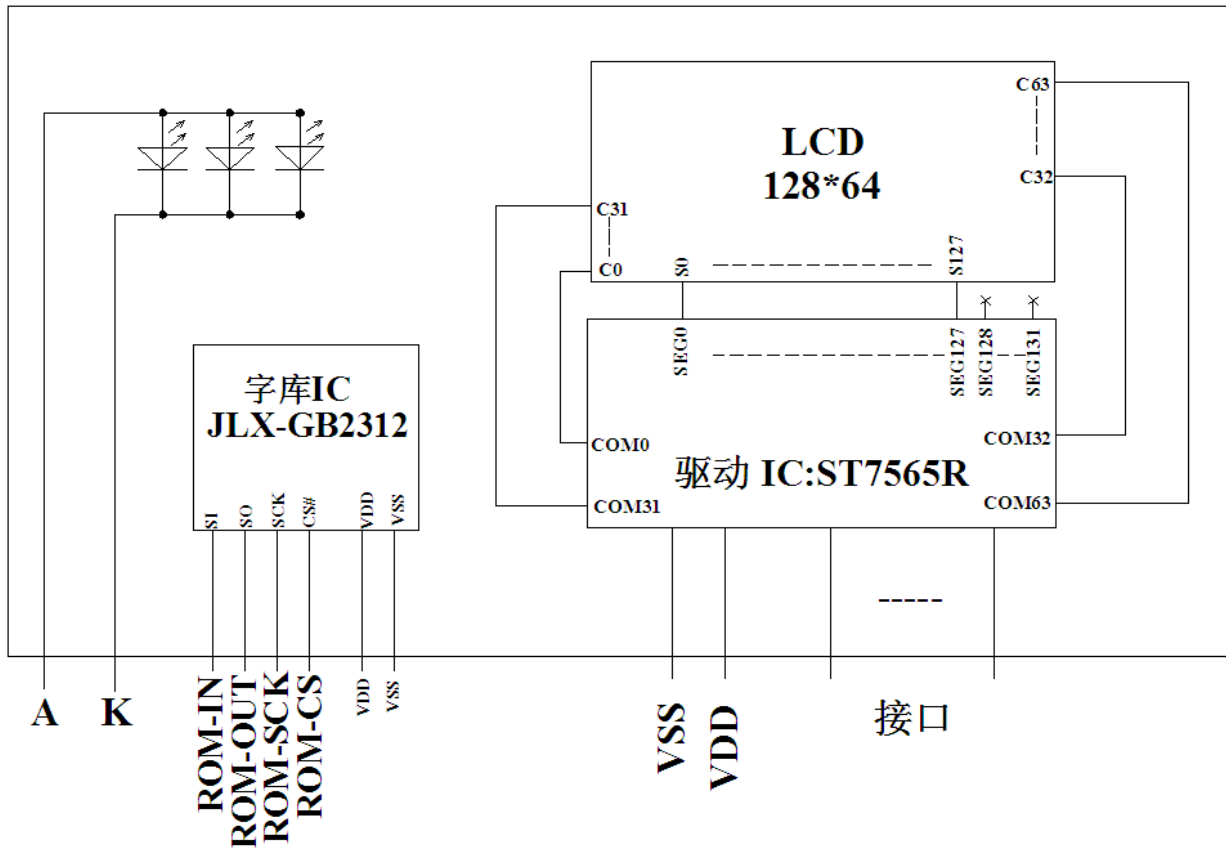 LCD
128*64
C63
C32
C31
C0
S0
S127
SEG0
SEG127
SEG128
SEG131
COM0
COM32
驱动 IC:ST7565R
COM31
COM63
字库IC
JLX-GB2312
SI
SO
SCK
CS#
VDD
VSS
A
K
ROM-IN
ROM-OUT
ROM-SCK
ROM-CS
VDD
VSS
VSS
VDD
接口